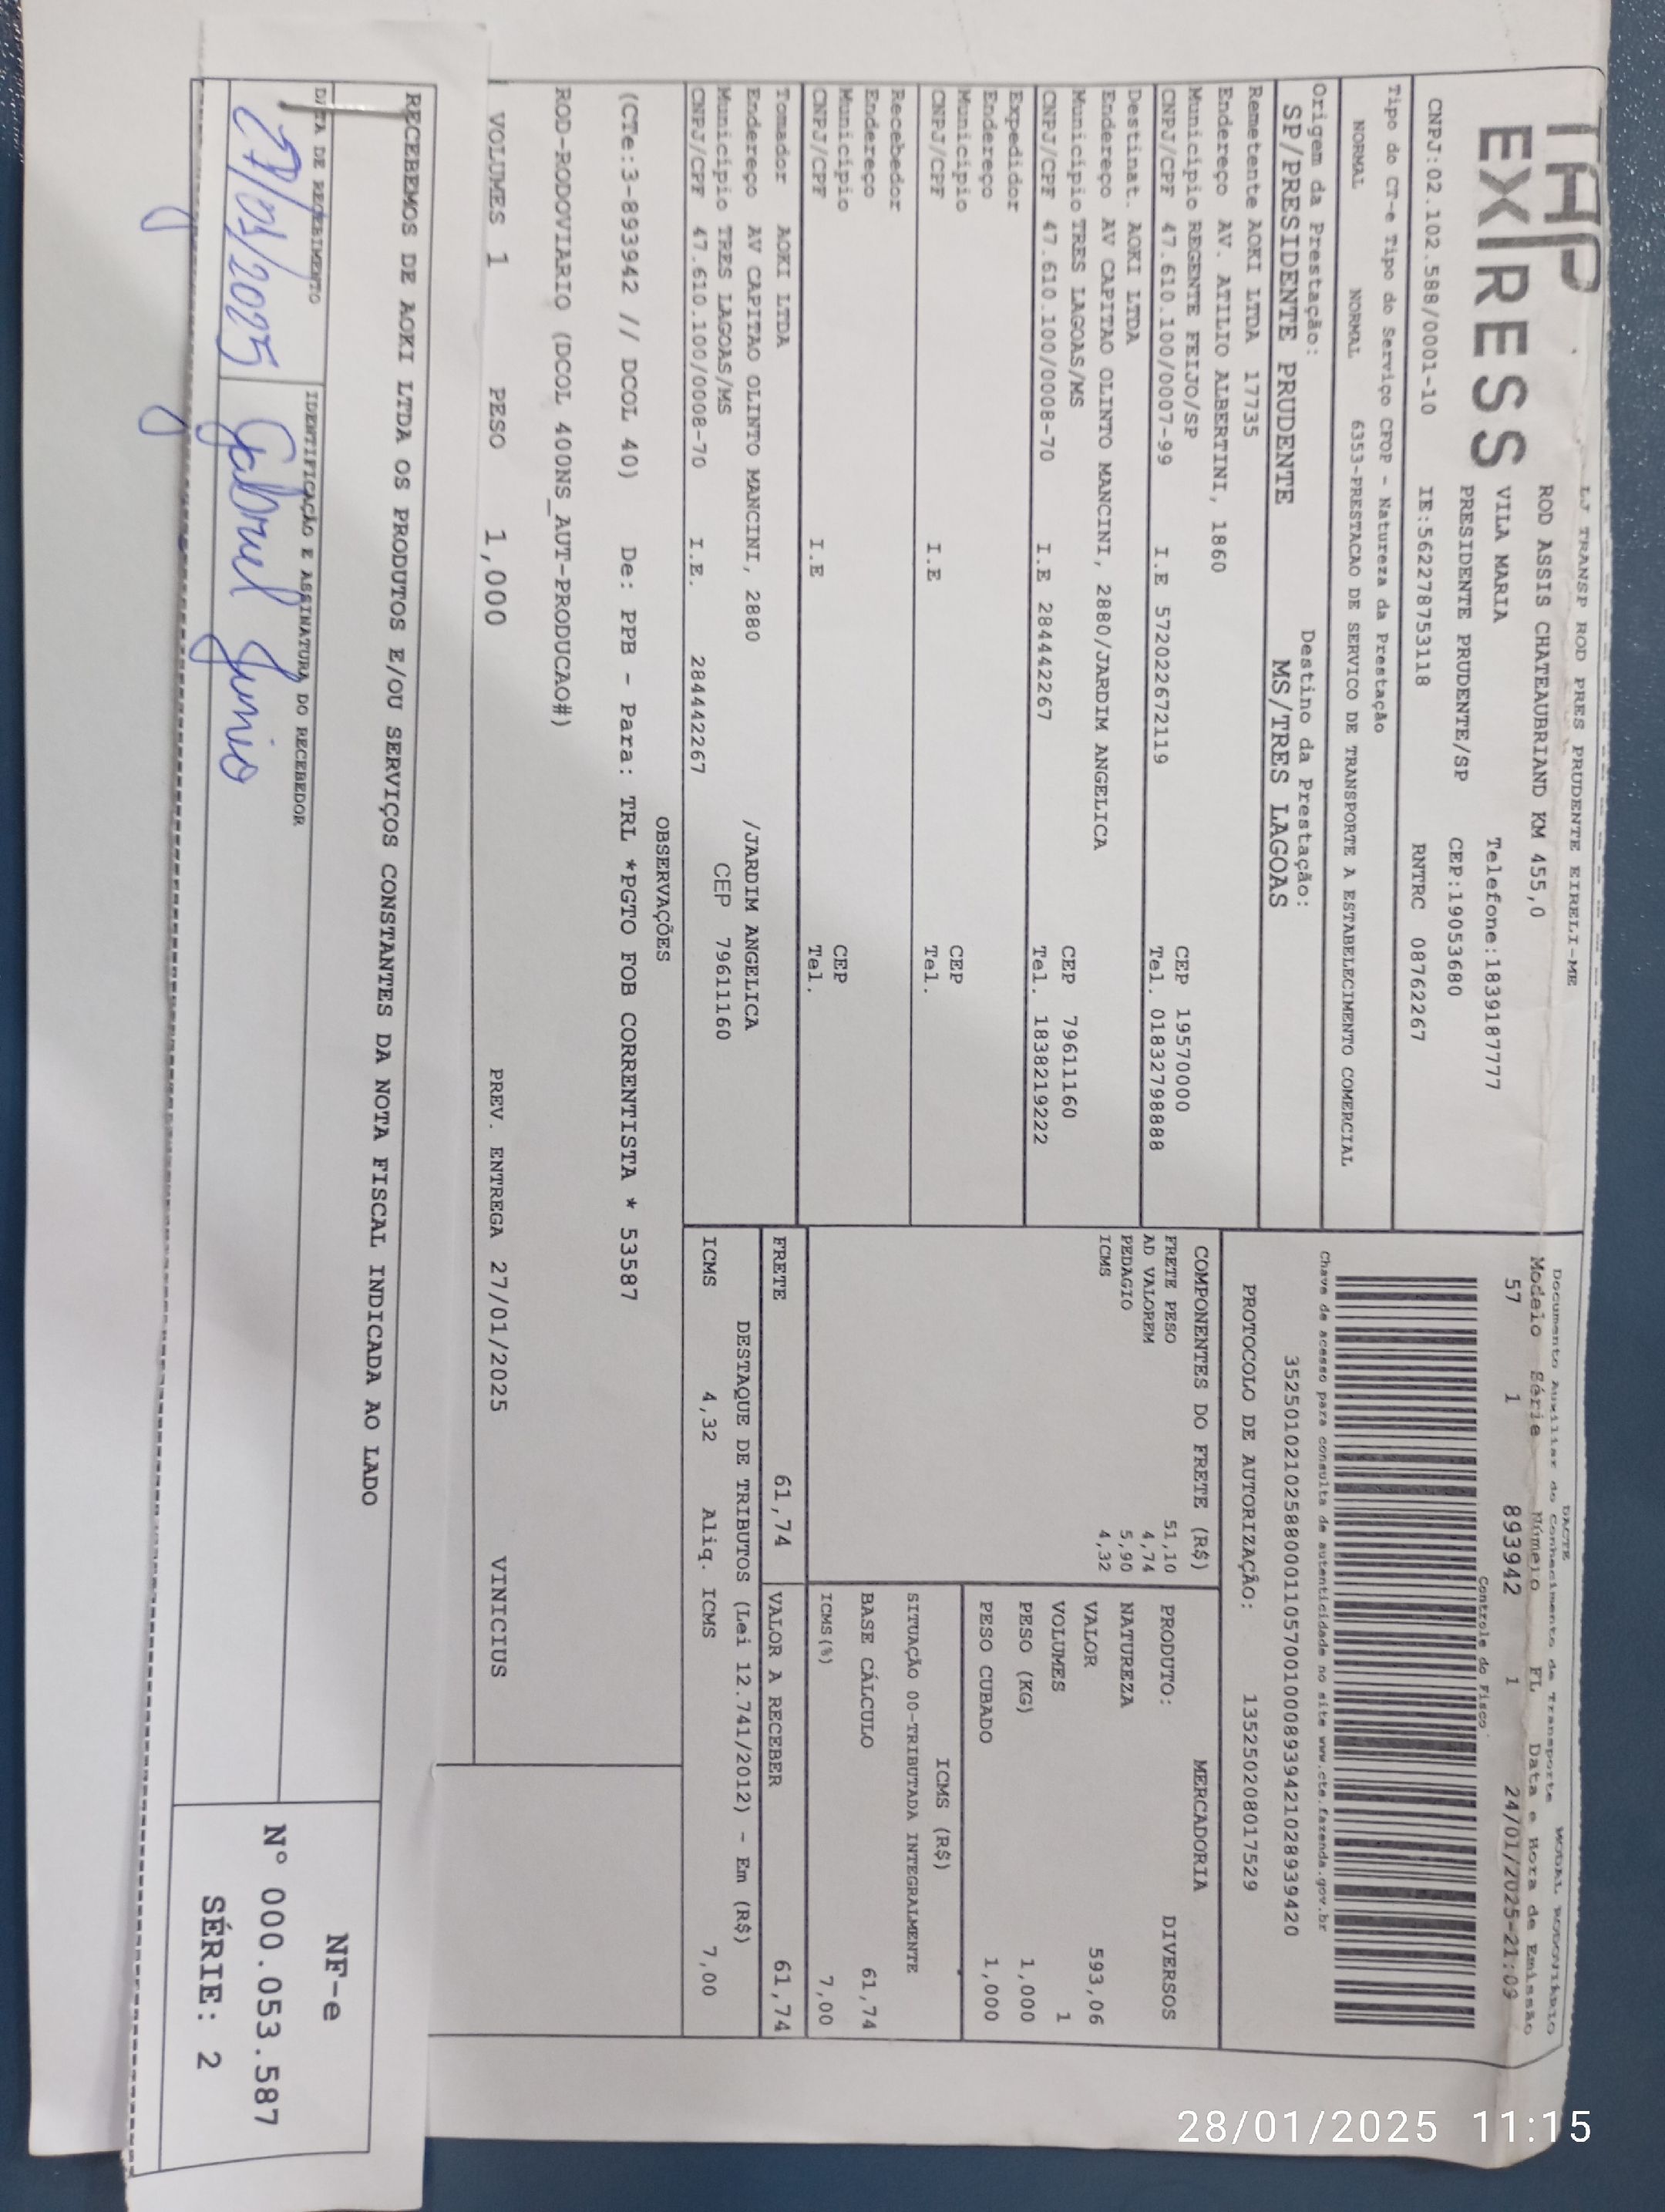 EXPRESS
LJ TRANSP ROD PRES PRUDENTE EIRELI-ME
ROD ASSIS CHATEAUBRIAND KM 455,0
VILA MARIA Telefone:1839187777
PRESIDENTE PRUDENTE/SP CEP:19053680
CNPJ:02.102.588/0001-10 IE:562278753118 RNTRC 08762267
DACTE MODAL RODOVIÁRIO
Documento Auxiliar do Conhecimento de Transporte
Modelo Série Número FL Data e Hora de Emissão
57 1 893942 1 24/01/2025-21:09
Controle do Fisco
Tipo do CT-e Tipo do Serviço CFOP - Natureza da Prestação
NORMAL NORMAL 6353-PRESTACAO DE SERVICO DE TRANSPORTE A ESTABELECIMENTO COMERCIAL
Chave de acesso para consulta de autenticidade no site www.cte.fazenda.gov.br
35250102102588000110570010008939421028939420
Origem da Prestação: Destino da Prestação:
SP/PRESIDENTE PRUDENTE MS/TRES LAGOAS
PROTOCOLO DE AUTORIZAÇÃO: 135250208017529
Remetente AOKI LTDA 17735
Endereço AV. ATILIO ALBERTINI, 1860
Municipio REGENTE FEIJO/SP CEP 19570000
CNPJ/CPF 47.610.100/0007-99 I.E 572022672119 Tel. 01832798888
Destinat. AOKI LTDA
Endereço AV CAPITAO OLINTO MANCINI, 2880/JARDIM ANGELICA
Municipio TRES LAGOAS/MS CEP 79611160
CNPJ/CPF 47.610.100/0008-70 I.E 284442267 Tel. 1838219222
Expedidor
Endereço
Municipio CEP
CNPJ/CPF I.E Tel.
Recebedor
Endereço
Municipio CEP
CNPJ/CPF I.E Tel.
Tomador AOKI LTDA
Endereço AV CAPITAO OLINTO MANCINI, 2880 /JARDIM ANGELICA
Municipio TRES LAGOAS/MS CEP 79611160
CNPJ/CPF 47.610.100/0008-70 I.E. 284442267
COMPONENTES DO FRETE (R$)
FRETE PESO 51,10
AD VALOREM 4,74
PEDAGIO 5,90
ICMS 4,32
MERCADORIA
PRODUTO: DIVERSOS
NATUREZA
VALOR 593,06
VOLUMES 1
PESO (KG) 1,000
PESO CUBADO 1,000
ICMS (R$)
SITUAÇÃO 00-TRIBUTADA INTEGRALMENTE
BASE CÁLCULO 61,74
ICMS(%) 7,00
FRETE 61,74 VALOR A RECEBER 61,74
DESTAQUE DE TRIBUTOS (Lei 12.741/2012) - Em (R$)
ICMS 4,32 Aliq. ICMS 7,00
OBSERVAÇÕES
(CTe:3-893942 // DCOL 40) De: PPB - Para: TRL *PGTO FOB CORRENTISTA * 53587
ROD-RODOVIARIO (DCOL 400NS_AUT-PRODUCAO#)
VOLUMES 1 PESO 1,000 PREV. ENTREGA 27/01/2025 VINICIUS
RECEBEMOS DE AOKI LTDA OS PRODUTOS E/OU SERVIÇOS CONSTANTES DA NOTA FISCAL INDICADA AO LADO
DATA DE RECEBIMENTO IDENTIFICAÇÃO E ASSINATURA DO RECEBEDOR
27/01/2025 Gabriel Junio
NF-e
Nº 000.053.587
SÉRIE: 2
28/01/2025 11:15